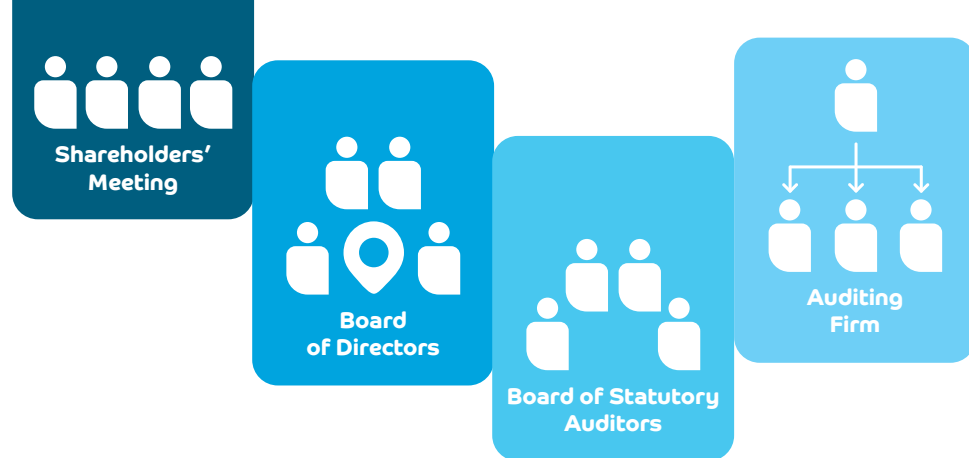 Shareholders’
Meeting
Board
of Directors
Board of Statutory
Auditors
Auditing
Firm